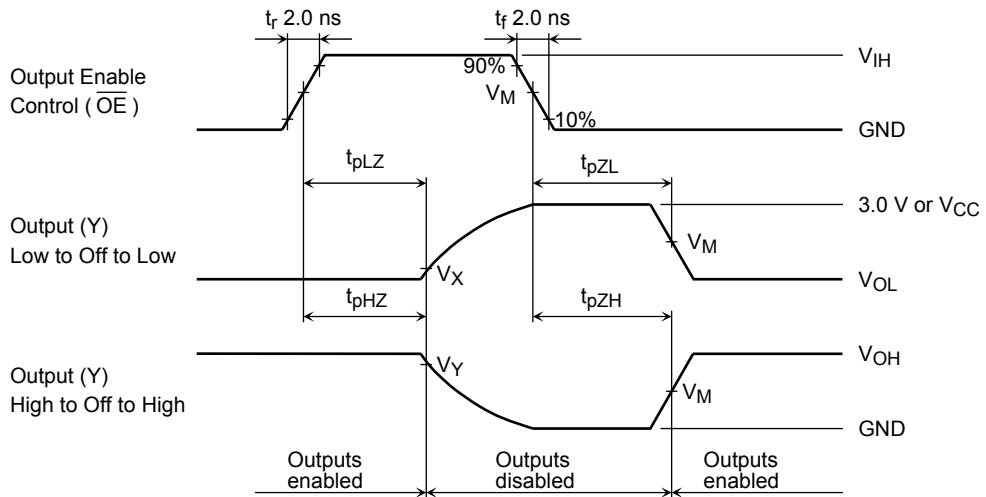 tr 2.0 ns
tf 2.0 ns
Output Enable
Control ( OE )
90%
VM
10%
VIH
GND
tpLZ
tpZL
Output (Y)
Low to Off to Low
VX
VM
3.0 V or VCC
VOL
tpHZ
tpZH
Output (Y)
High to Off to High
VY
VM
VOH
GND
Outputs
enabled
Outputs
disabled
Outputs
enabled